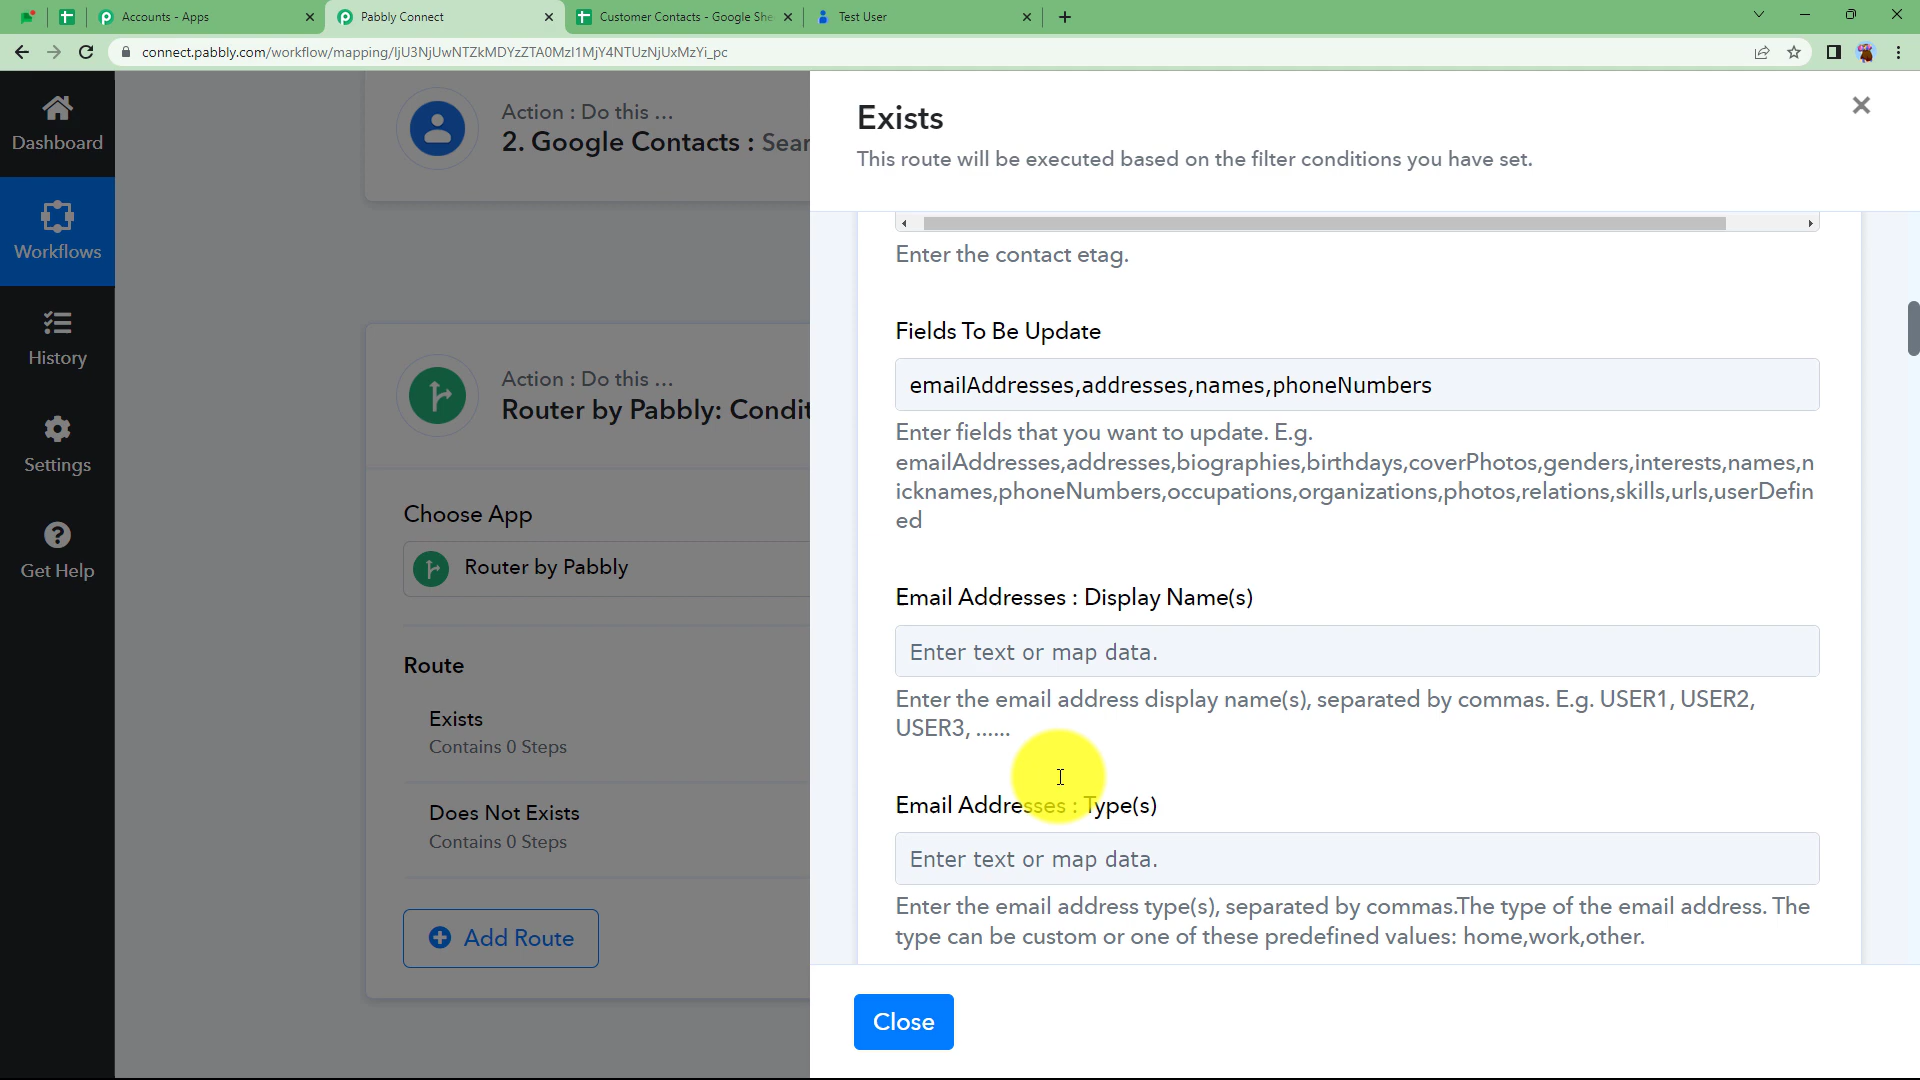 Accounts - Apps
Pabbly Connect
Customer Contacts - Google She
Test User
connect.pabbly.com/workflow/mapping/IjU3NjUwNTZkMDYzZTA0MzI1MjY4NTUzNjUxMzYi_pc
Dashboard
Workflows
History
Settings
Get Help
Action : Do this ...
2. Google Contacts : Sear
Action : Do this ...
Router by Pabbly: Condit
Choose App
Router by Pabbly
Route
Exists
Contains 0 Steps
Does Not Exists
Contains 0 Steps
Add Route
Exists
This route will be executed based on the filter conditions you have set.
Enter the contact etag.
Fields To Be Update
emailAddresses,addresses,names,phoneNumbers
Enter fields that you want to update. E.g.
emailAddresses,addresses,biographies,birthdays,coverPhotos,genders,interests,names,n
icknames,phoneNumbers,occupations,organizations,photos,relations,skills,urls,userDefin
ed
Email Addresses : Display Name(s)
Enter text or map data.
Enter the email address display name(s), separated by commas. E.g. USER1, USER2,
USER3, ......
Email Addresses : Type(s)
Enter text or map data.
Enter the email address type(s), separated by commas.The type of the email address. The
type can be custom or one of these predefined values: home,work,other.
Close